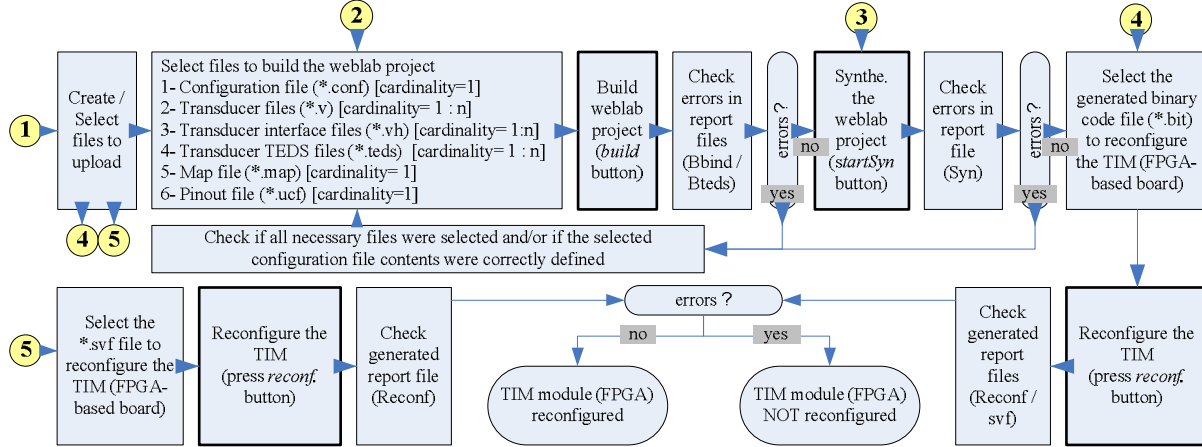 2
3
4
1
Create /
Select
files to
upload
4
5
Select files to build the weblab project
1- Configuration file (*.conf) [cardinality=1]
2- Transducer files (*.v) [cardinality= 1 : n]
3- Transducer interface files (*.vh) [cardinality= 1:n]
4- Transducer TEDS files (*.teds) [cardinality= 1 : n]
5- Map file (*.map) [cardinality= 1]
6- Pinout file (*.ucf) [cardinality=1]
Build
weblab
project
(build
button)
Check
errors in
report
files
(Bbind /
Bteds)
errors ?
no
yes
Synthe.
the
weblab
project
(startSyn
button)
Check
errors in
report
file
(Syn)
errors ?
no
yes
Select the
generated binary
code file (*.bit)
to reconfigure
the TIM (FPGA-
based board)
Check if all necessary files were selected and/or if the selected
configuration file contents were correctly defined
5
Select the
*.svf file to
reconfigure the
TIM (FPGA-
based board)
Reconfigure the
TIM
(press reconf.
button)
Check
generated
report file
(Reconf)
errors ?
no
yes
TIM module (FPGA)
reconfigured
TIM module (FPGA)
NOT reconfigured
Check
generated
report
files
(Reconf /
svf)
Reconfigure the
TIM
(press reconf.
button)